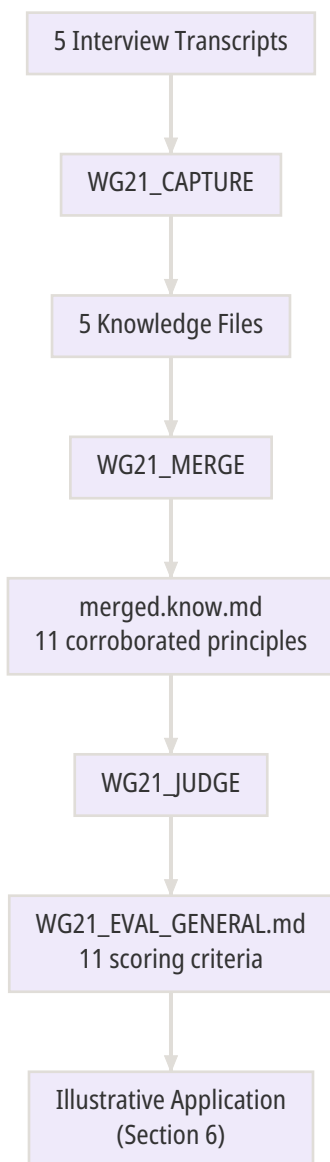 5 Interview Transcripts
WG21_CAPTURE
5 Knowledge Files
WG21_MERGE
merged.know.md
11 corroborated principles
WG21_JUDGE
WG21_EVAL_GENERAL.md
11 scoring criteria
Illustrative Application
(Section 6)